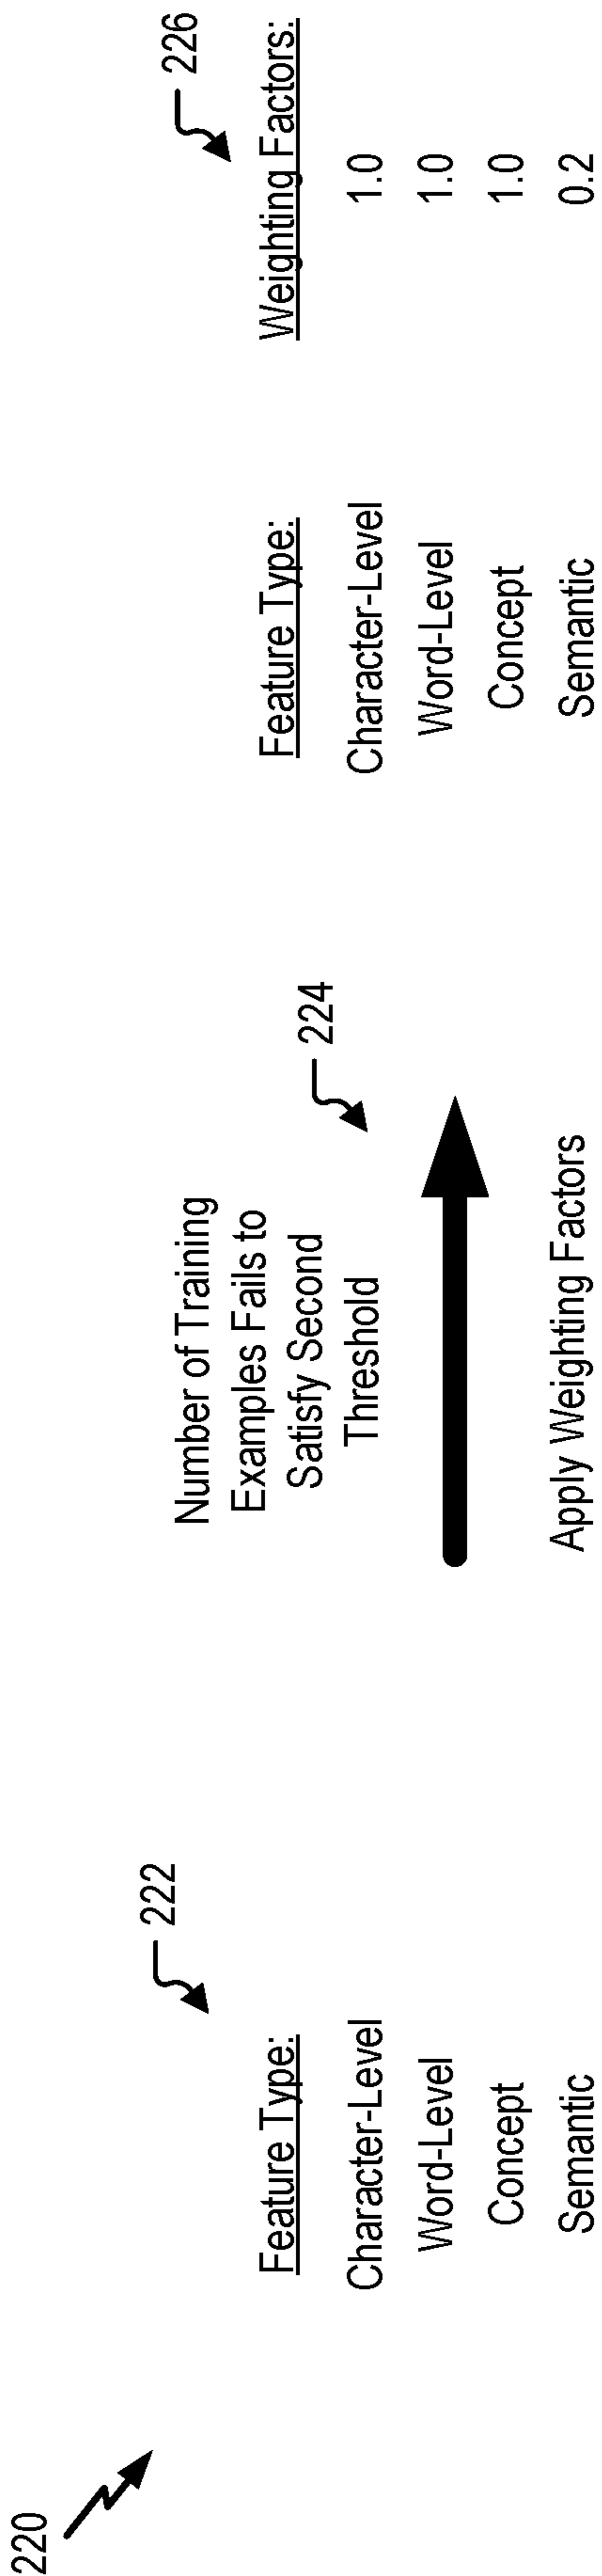 220
222
Feature Type:
Character-Level
Word-Level
Concept
Semantic
Number of Training
Examples Fails to
Satisfy Second
Threshold
224
Apply Weighting Factors
226
Feature Type: Weighting Factors:
Character-Level 1.0
Word-Level 1.0
Concept 1.0
Semantic 0.2